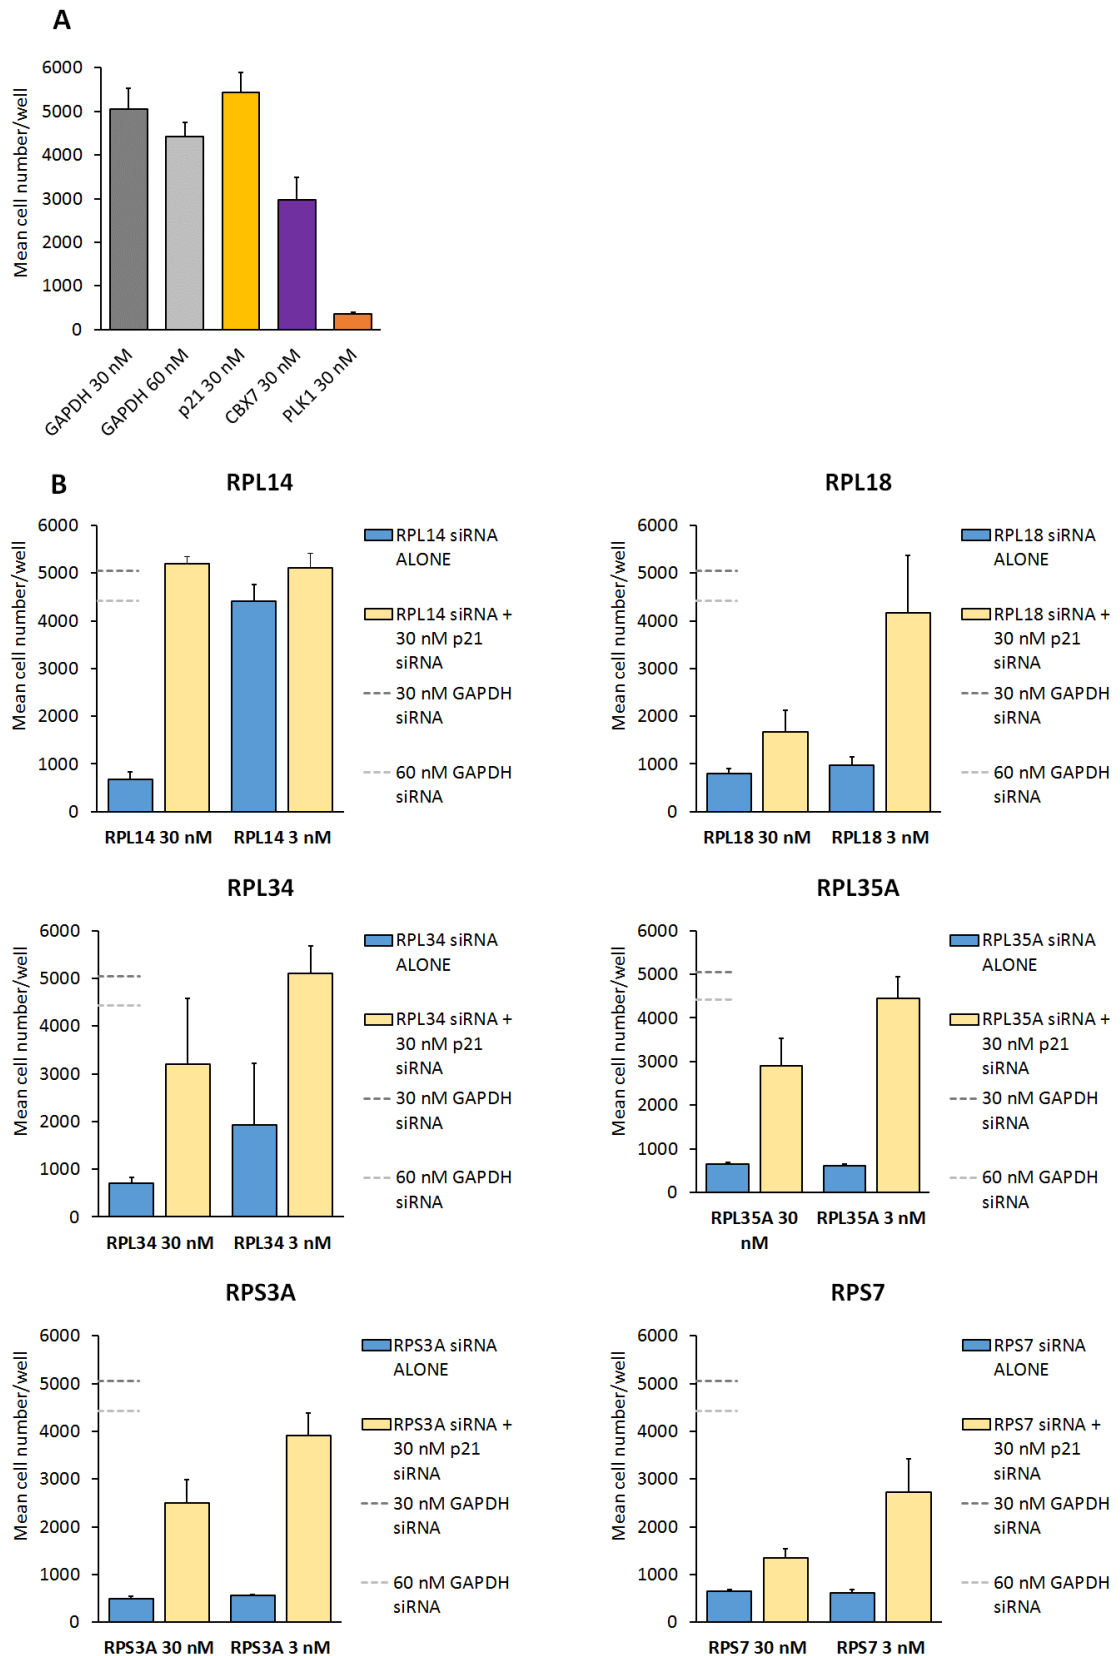 A
6000
5000
4000
3000
2000
1000
0
Mean cell number/well
GAPDH 30 nM
GAPDH 60 nM
p21 30 nM
CBX7 30 nM
PLK1 30 nM
B
RPL14
6000
5000
4000
3000
2000
1000
0
Mean cell number/well
RPL14 30 nM
RPL14 3 nM
RPL14 siRNA
ALONE
RPL14 siRNA +
30 nM p21
siRNA
30 nM GAPDH
siRNA
60 nM GAPDH
siRNA
RPL18
6000
5000
4000
3000
2000
1000
0
Mean cell number/well
RPL18 30 nM
RPL18 3 nM
RPL18 siRNA
ALONE
RPL18 siRNA +
30 nM p21
siRNA
30 nM GAPDH
siRNA
60 nM GAPDH
siRNA
RPL34
6000
5000
4000
3000
2000
1000
0
Mean cell number/well
RPL34 30 nM
RPL34 3 nM
RPL34 siRNA
ALONE
RPL34 siRNA +
30 nM p21
siRNA
30 nM GAPDH
siRNA
60 nM GAPDH
siRNA
RPL35A
6000
5000
4000
3000
2000
1000
0
Mean cell number/well
RPL35A 30
nM
RPL35A 3 nM
RPL35A siRNA
ALONE
RPL35A siRNA +
30 nM p21
siRNA
30 nM GAPDH
siRNA
60 nM GAPDH
siRNA
RPS3A
6000
5000
4000
3000
2000
1000
0
Mean cell number/well
RPS3A 30 nM
RPS3A 3 nM
RPS3A siRNA
ALONE
RPS3A siRNA +
30 nM p21
siRNA
30 nM GAPDH
siRNA
60 nM GAPDH
siRNA
RPS7
6000
5000
4000
3000
2000
1000
0
Mean cell number/well
RPS7 30 nM
RPS7 3 nM
RPS7 siRNA
ALONE
RPS7 siRNA +
30 nM p21
siRNA
30 nM GAPDH
siRNA
60 nM GAPDH
siRNA